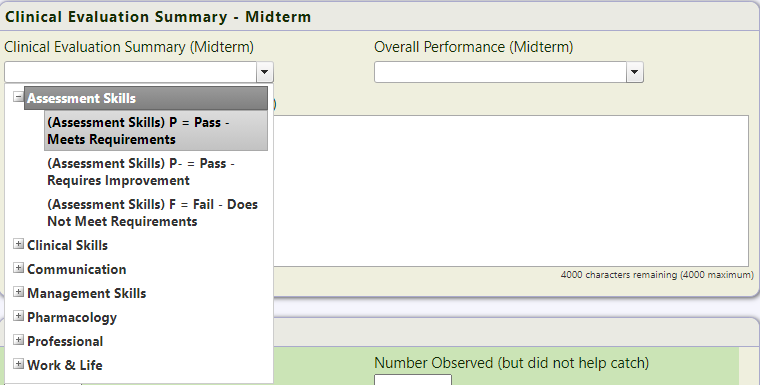 Clinical Evaluation Summary - Midterm
Clinical Evaluation Summary (Midterm)
Overall Performance (Midterm)
Assessment Skills
)
(Assessment Skills) P = Pass -
Meets Requirements
(Assessment Skills) P- = Pass -
Requires Improvement
(Assessment Skills) F = Fail - Does
Not Meet Requirements
Clinical Skills
Communication
4000 characters remaining (4000 maximum)
Management Skills
Pharmacology
Professional
Work & Life
Number Observed (but did not help catch)